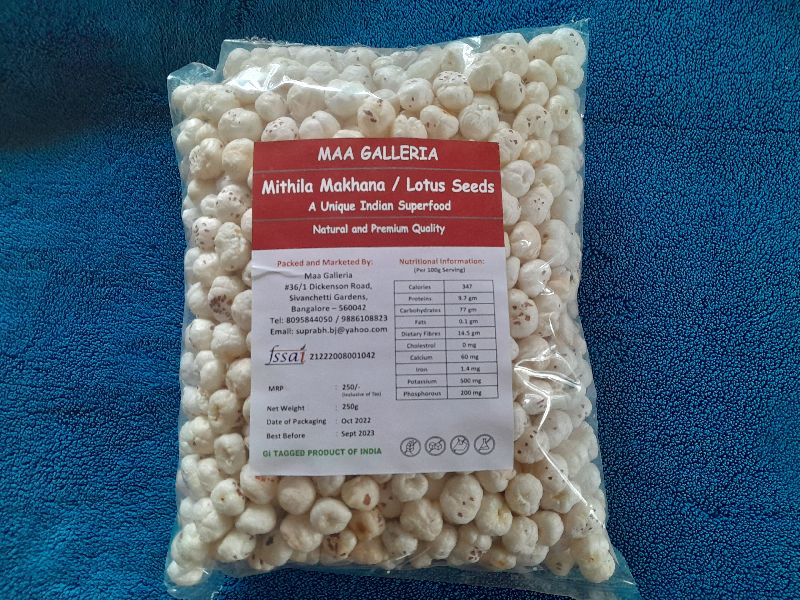 MAA GALLERIA
Mithila Makhana / Lotus Seeds
A Unique Indian Superfood
Natural and Premium Quality
Packed and Marketed By:
Maa Galleria
#36/1 Dickenson Road,
Sivanchetti Gardens,
Bangalore – 560042
Tel: 8095844050 / 9886108823
Email: suprabh.bj@yahoo.com
fssai 21222008001042
MRP : 250/-
(Inclusive of Tax)
Net Weight : 250g
Date of Packaging : Oct 2022
Best Before : Sept 2023
GI TAGGED PRODUCT OF INDIA
Nutritional Information:
(Per 100g Serving)
Calories 347
Proteins 9.7 gm
Carbohydrates 77 gm
Fats 0.1 gm
Dietary Fibres 14.5 gm
Cholestrol 0 mg
Calcium 60 mg
Iron 1.4 mg
Potassium 500 mg
Phosphorous 200 mg